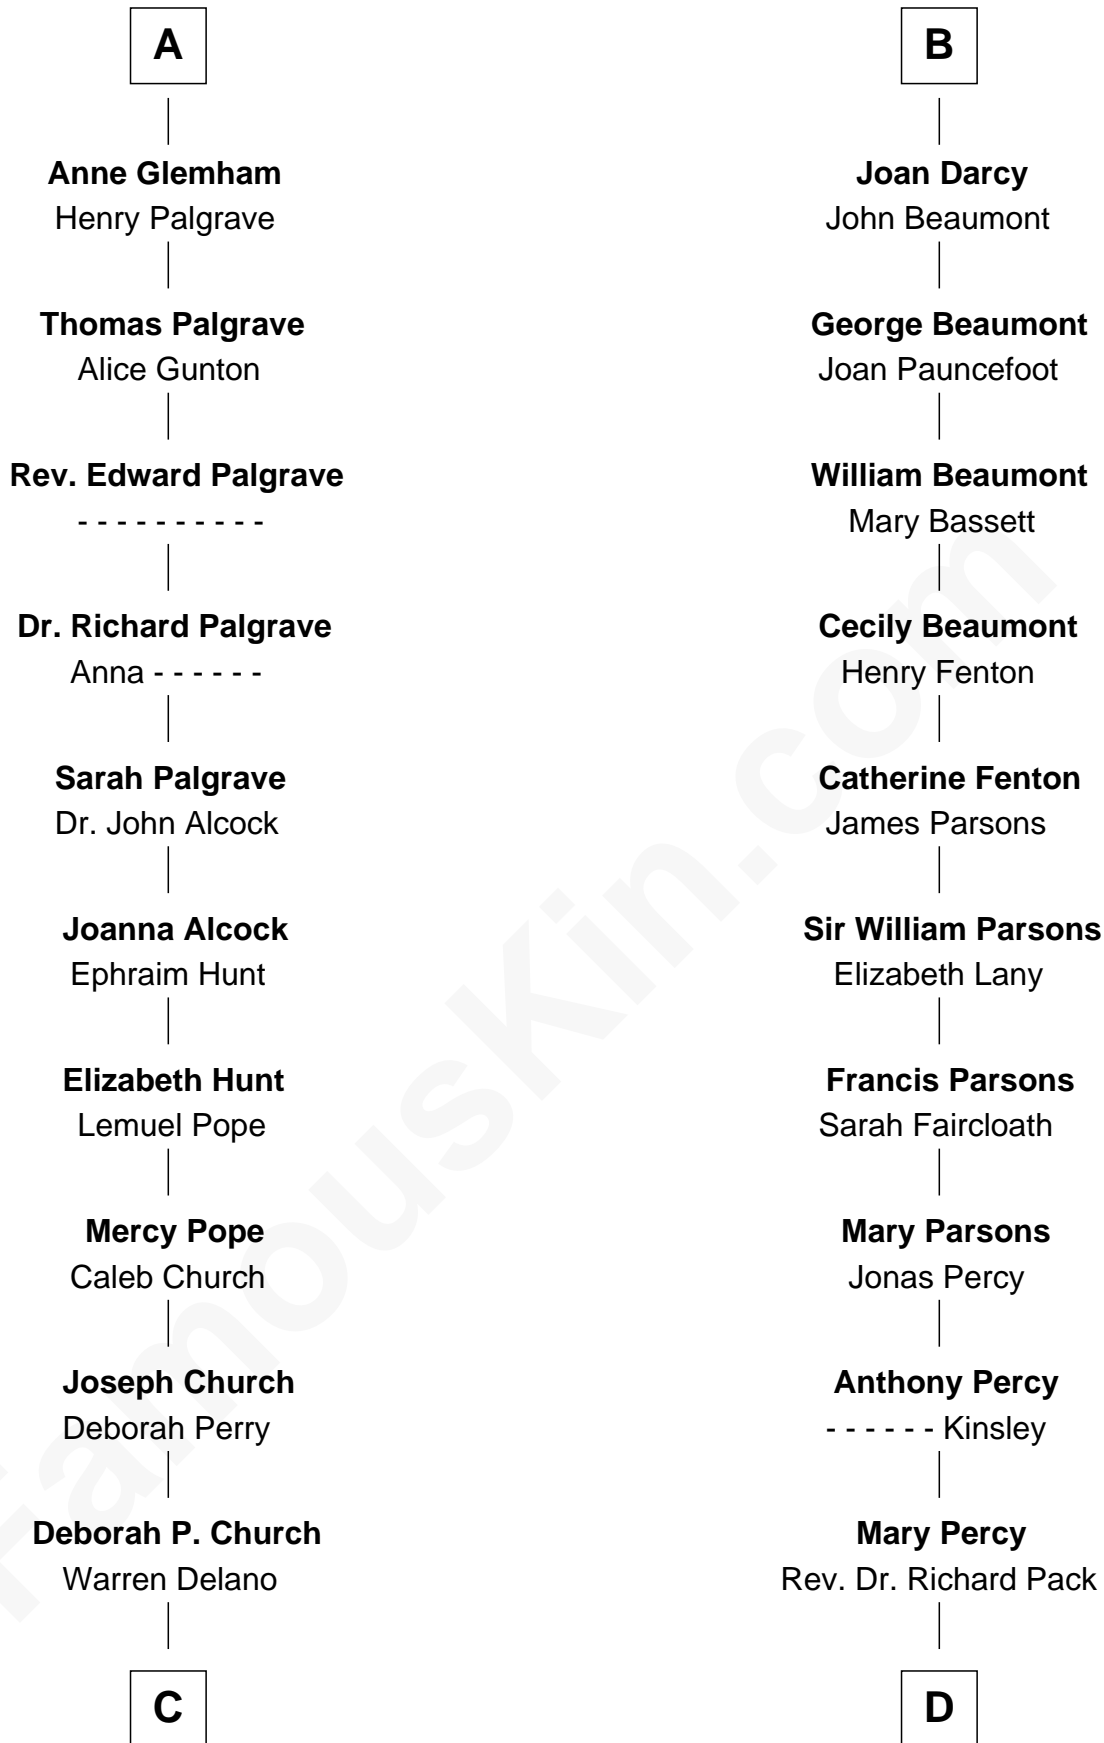 A
Anne Glemham
Henry Palgrave
Thomas Palgrave
Alice Gunton
Rev. Edward Palgrave
- - - - - - - - - -
Dr. Richard Palgrave
Anna - - - - - -
Sarah Palgrave
Dr. John Alcock
Joanna Alcock
Ephraim Hunt
Elizabeth Hunt
Lemuel Pope
Mercy Pope
Caleb Church
Joseph Church
Deborah Perry
Deborah P. Church
Warren Delano
C
B
Joan Darcy
John Beaumont
George Beaumont
Joan Pauncefoot
William Beaumont
Mary Bassett
Cecily Beaumont
Henry Fenton
Catherine Fenton
James Parsons
Sir William Parsons
Elizabeth Lany
Francis Parsons
Sarah Faircloath
Mary Parsons
Jonas Percy
Anthony Percy
- - - - - - Kinsley
Mary Percy
Rev. Dr. Richard Pack
D
FamousKin.com